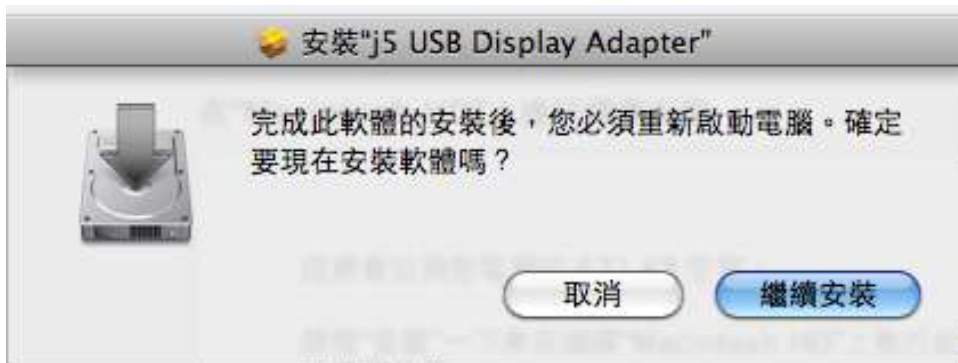 安裝"j5 USB Display Adapter"
完成此軟體的安裝後，您必須重新啟動電腦。確定
要現在安裝軟體嗎？
取消
繼續安裝